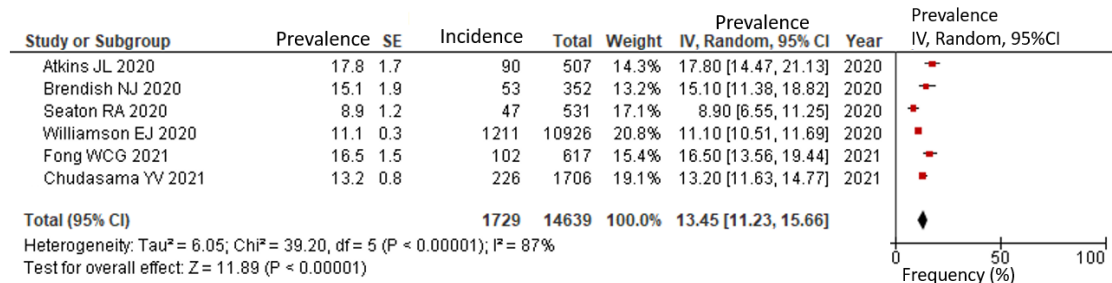 Prevalence Prevalence
Study or Subgroup Prevalence SE Incidence Total Weight IV, Random, 95% CI Year IV, Random, 95%CI
Atkins JL 2020 17.8 1.7 90 507 14.3% 17.80 [14.47, 21.13] 2020
Brendish NJ 2020 15.1 1.9 53 352 13.2% 15.10 [11.38, 18.82] 2020
Seaton RA 2020 8.9 1.2 47 531 17.1% 8.90 [6.55, 11.25] 2020
Williamson EJ 2020 11.1 0.3 1211 10926 20.8% 11.10 [10.51, 11.69] 2020
Fong WCG 2021 16.5 1.5 102 617 15.4% 16.50 [13.56, 19.44] 2021
Chudasama YV 2021 13.2 0.8 226 1706 19.1% 13.20 [11.63, 14.77] 2021
Total (95% CI) 1729 14639 100.0% 13.45 [11.23, 15.66]
Heterogeneity: Tau² = 6.05; Chi² = 39.20, df = 5 (P < 0.00001); I² = 87%
Test for overall effect: Z = 11.89 (P < 0.00001)
0 50 100
Frequency (%)